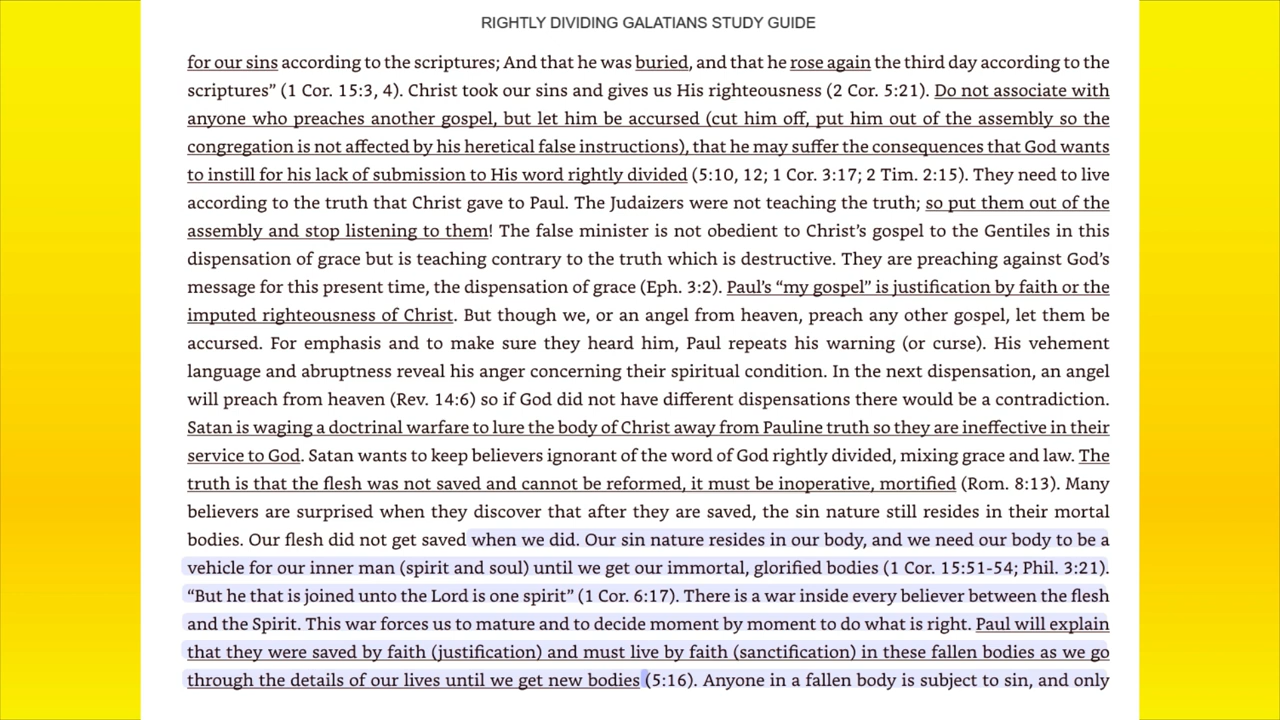 RIGHTLY DIVIDING GALATIANS STUDY GUIDE
for our sins according to the scriptures; And that he was buried, and that he rose again the third day according to the
scriptures” (1 Cor. 15:3, 4). Christ took our sins and gives us His righteousness (2 Cor. 5:21). Do not associate with
anyone who preaches another gospel, but let him be accursed (cut him off, put him out of the assembly so the
congregation is not affected by his heretical false instructions), that he may suffer the consequences that God wants
to instill for his lack of submission to His word rightly divided (5:10, 12; 1 Cor. 3:17; 2 Tim. 2:15). They need to live
according to the truth that Christ gave to Paul. The Judaizers were not teaching the truth; so put them out of the
assembly and stop listening to them! The false minister is not obedient to Christ’s gospel to the Gentiles in this
dispensation of grace but is teaching contrary to the truth which is destructive. They are preaching against God’s
message for this present time, the dispensation of grace (Eph. 3:2). Paul’s “my gospel” is justification by faith or the
imputed righteousness of Christ. But though we, or an angel from heaven, preach any other gospel, let them be
accursed. For emphasis and to make sure they heard him, Paul repeats his warning (or curse). His vehement
language and abruptness reveal his anger concerning their spiritual condition. In the next dispensation, an angel
will preach from heaven (Rev. 14:6) so if God did not have different dispensations there would be a contradiction.
Satan is waging a doctrinal warfare to lure the body of Christ away from Pauline truth so they are ineffective in their
service to God. Satan wants to keep believers ignorant of the word of God rightly divided, mixing grace and law. The
truth is that the flesh was not saved and cannot be reformed, it must be inoperative, mortified (Rom. 8:13). Many
believers are surprised when they discover that after they are saved, the sin nature still resides in their mortal
bodies. Our flesh did not get saved when we did. Our sin nature resides in our body, and we need our body to be a
vehicle for our inner man (spirit and soul) until we get our immortal, glorified bodies (1 Cor. 15:51-54; Phil. 3:21).
“But he that is joined unto the Lord is one spirit” (1 Cor. 6:17). There is a war inside every believer between the flesh
and the Spirit. This war forces us to mature and to decide moment by moment to do what is right. Paul will explain
that they were saved by faith (justification) and must live by faith (sanctification) in these fallen bodies as we go
through the details of our lives until we get new bodies (5:16). Anyone in a fallen body is subject to sin, and only